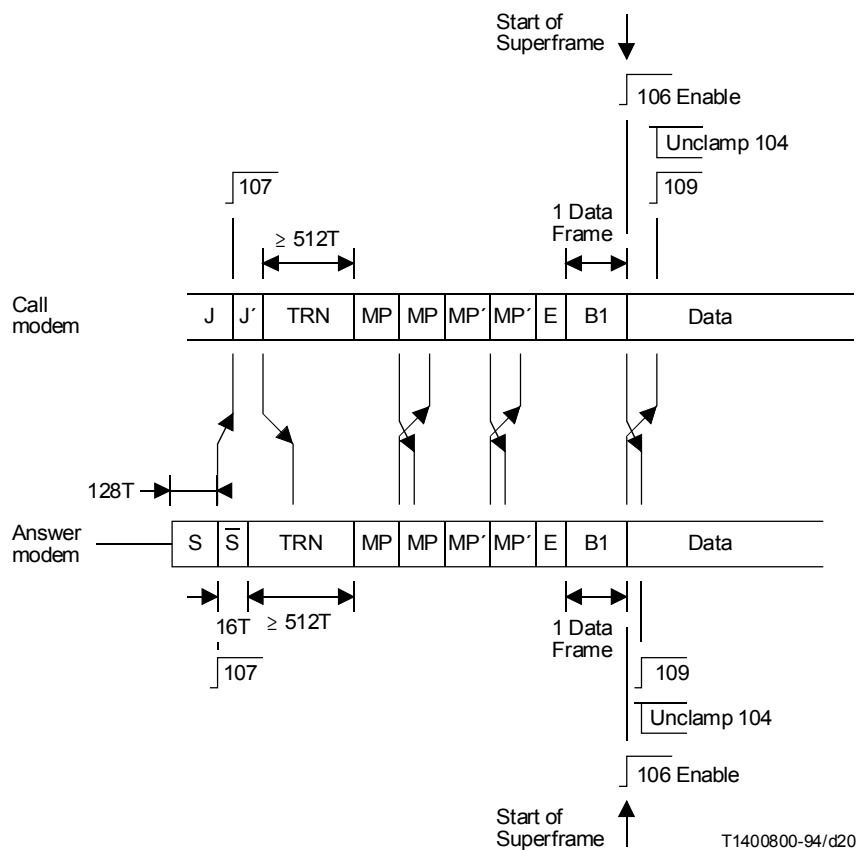 Start of
Superframe
106 Enable
Unclamp 104
107
109
1 Data
Frame
≥ 512T
Call
modem
J J´ TRN MP MP MP´ MP´ E B1 Data
128T
Answer
modem
S S̅ TRN MP MP MP´ MP´ E B1 Data
16T ≥ 512T
1 Data
Frame
107
109
Unclamp 104
106 Enable
Start of
Superframe
T1400800-94/d20